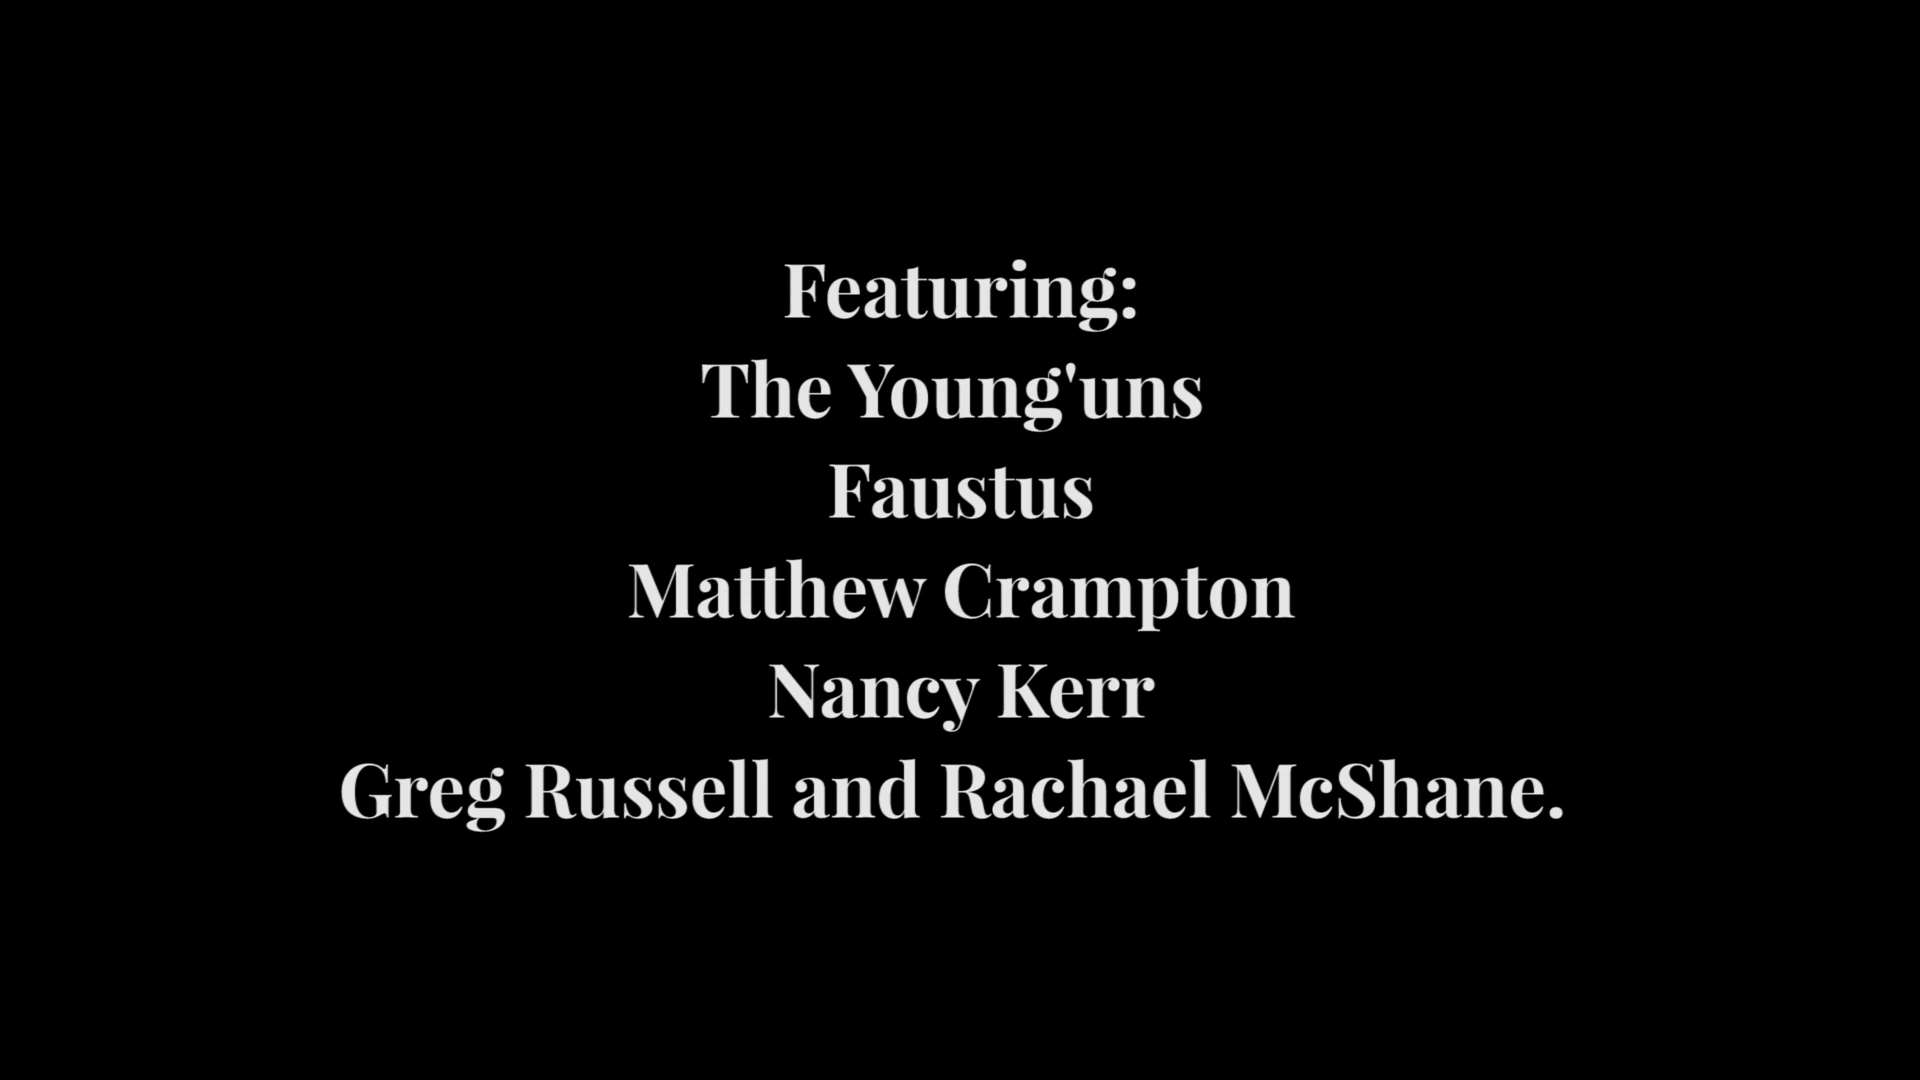 Featuring:
The Young'uns
Faustus
Matthew Crampton
Nancy Kerr
Greg Russell and Rachael McShane.